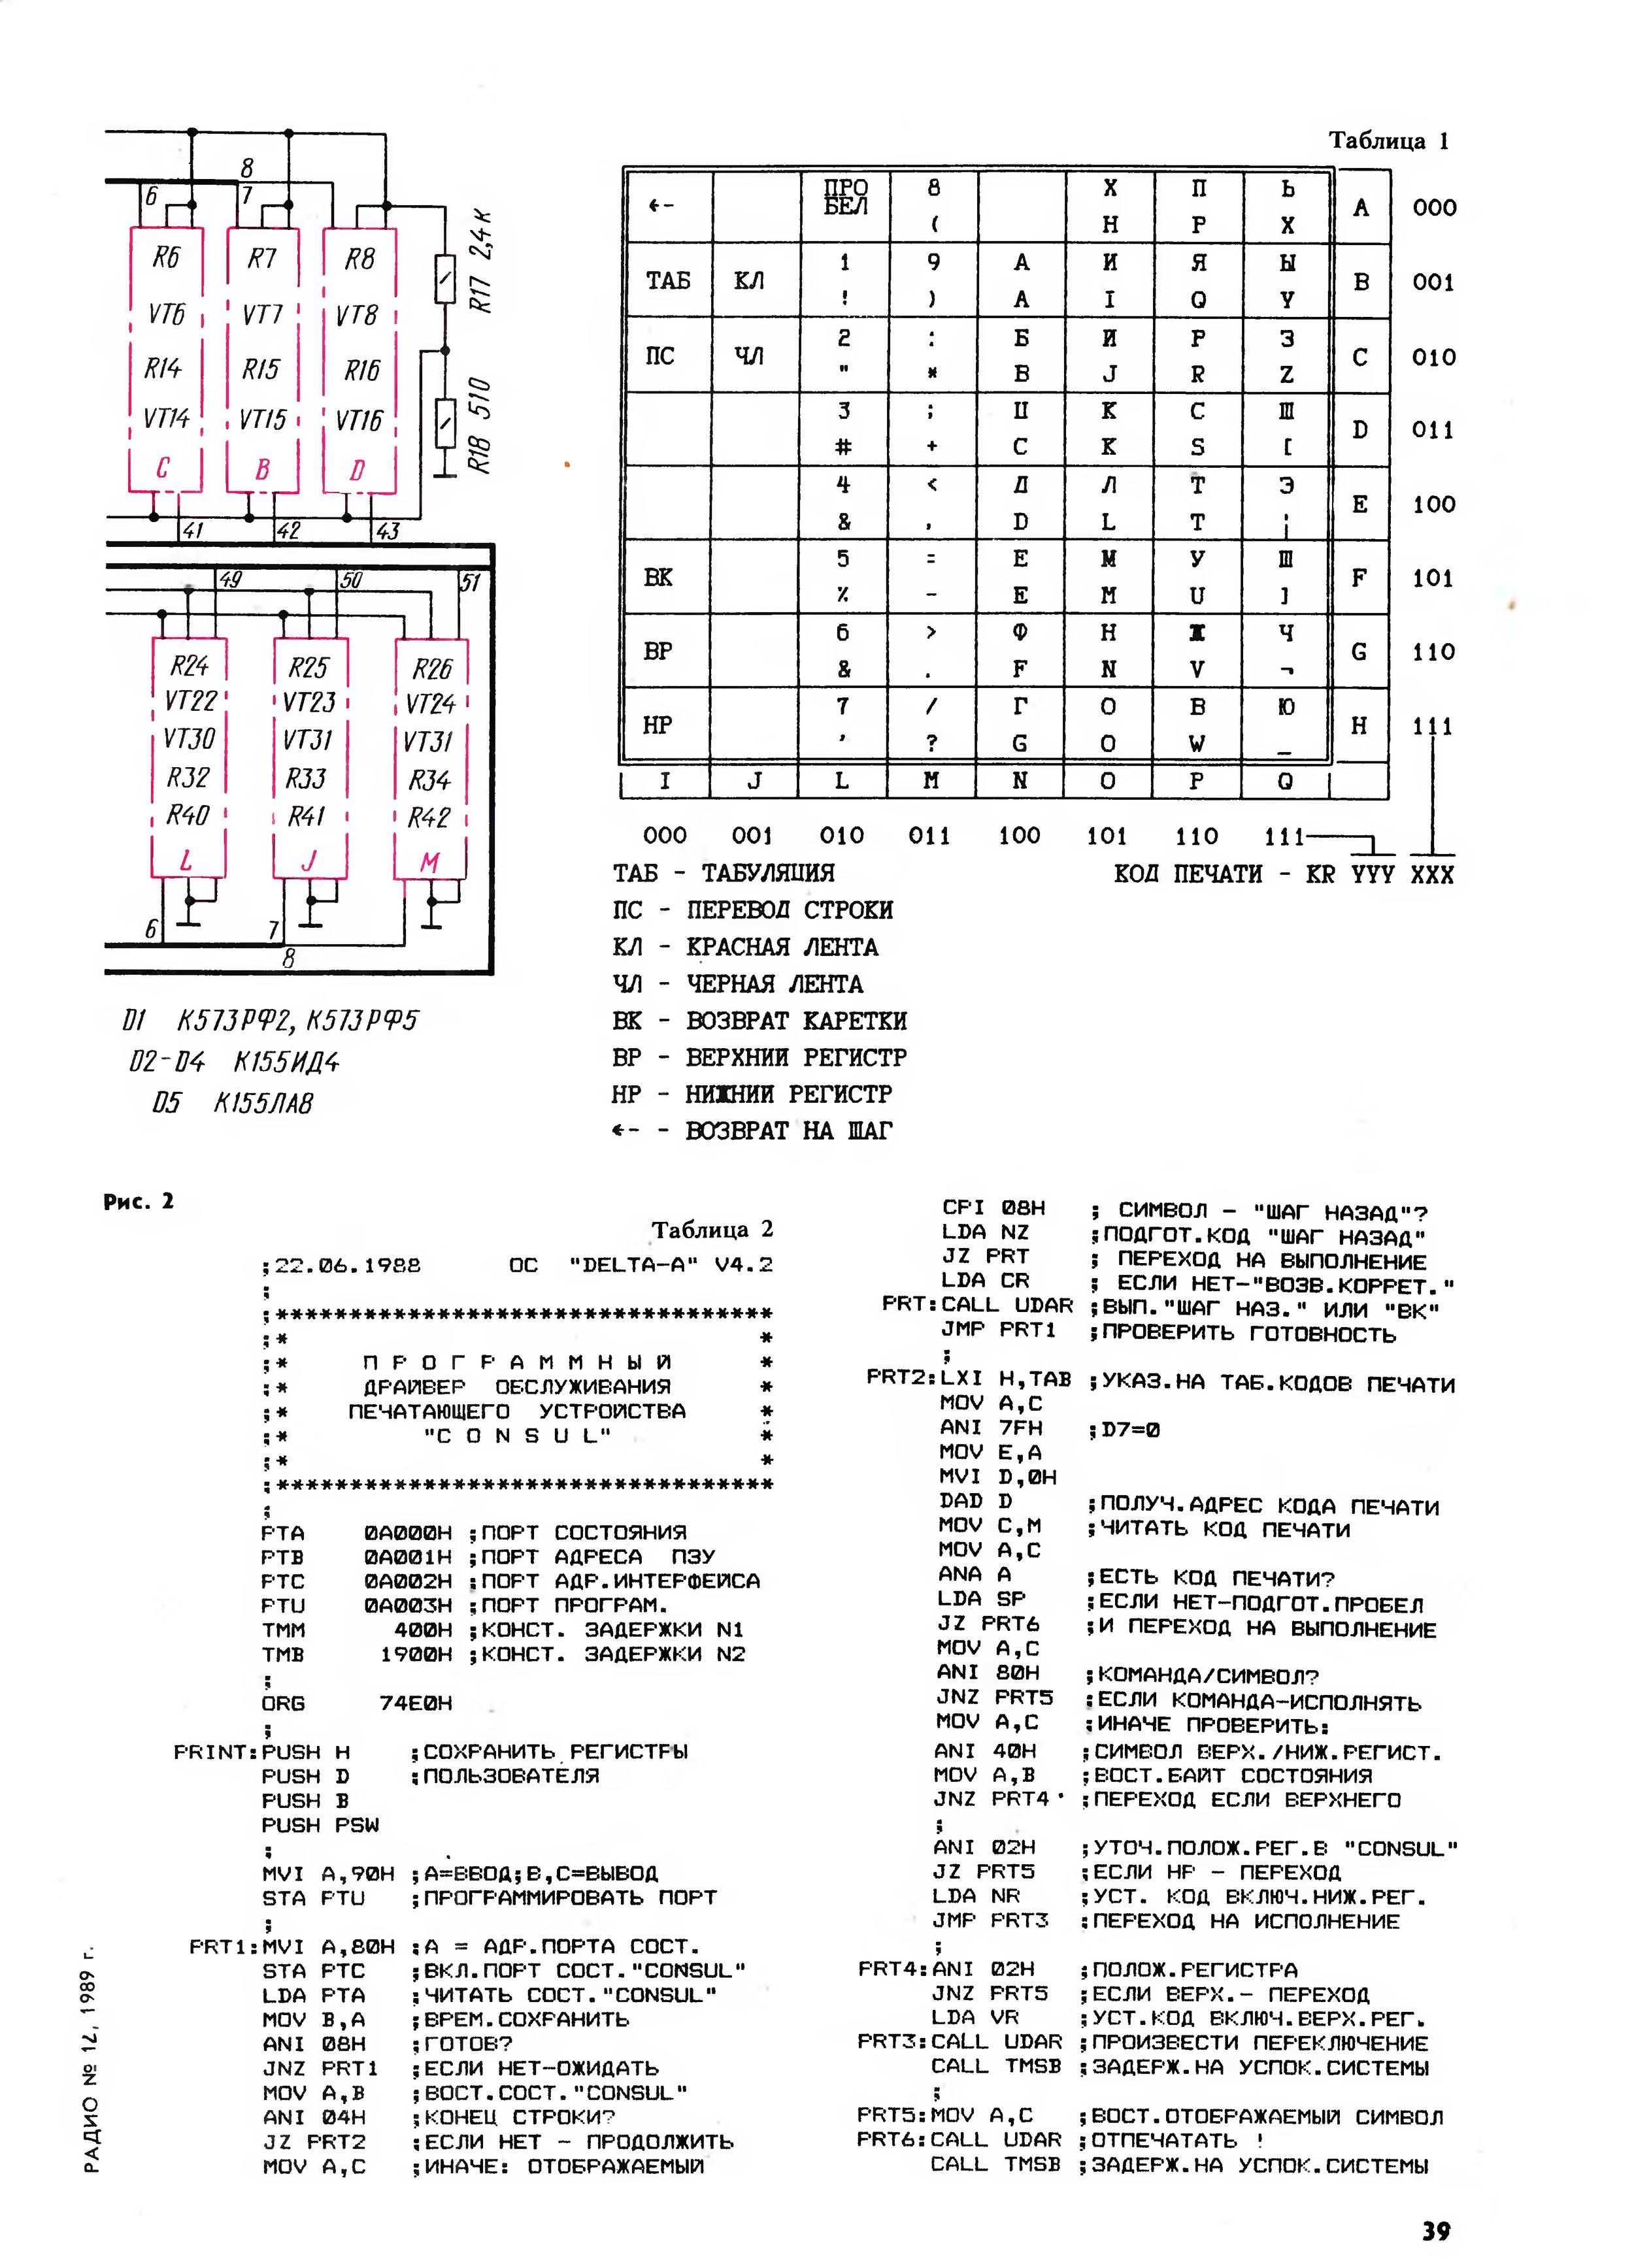 Таблица 1
8
6
7
R6
R7
R8
VT6
VT7
VT8
R14
R15
R16
VT14
VT15
VT16
C
B
D
R17 2,4к
R18 510
41
42
43
49
50
51
R24
R25
R26
VT22
VT23
VT24
VT30
VT31
VT31
R32
R33
R34
R40
R41
R42
L
J
M
6
7
8
D1 К573РФ2, К573РФ5
D2-D4 К155ИД4
D5 К155ЛА8
Рис. 2
←- ПРО 8 Х П Ь A 000
БЕЛ ( H P X
ТАБ КЛ 1 9 А И Я Ы B 001
! ) A I Q Y
ПС ЧЛ 2 : Б И Р З C 010
" * B J R Z
3 ; Ц К С Ш D 011
# + C K S [
4 < Д Л Т Э E 100
& , D L T ¦
ВК 5 = Е М У Ш F 101
% - E M U ]
ВР 6 > Ф Н Ж Ч G 110
& . F N V ¬
НР 7 / Г О В Ю H 111
' ? G O W _
I J L M N O P Q
000 001 010 011 100 101 110 111
ТАБ - ТАБУЛЯЦИЯ КОД ПЕЧАТИ - KR YYY XXX
ПС - ПЕРЕВОД СТРОКИ
КЛ - КРАСНАЯ ЛЕНТА
ЧЛ - ЧЕРНАЯ ЛЕНТА
ВК - ВОЗВРАТ КАРЕТКИ
ВР - ВЕРХНИИ РЕГИСТР
НР - НИЖНИИ РЕГИСТР
←- - ВОЗВРАТ НА ШАГ
Таблица 2
;22.06.1988 ОС "DELTA-A" V4.2
;
;**********************************
;* *
;* П Р О Г Р А М М Н Ы Й *
;* ДРАЙВЕР ОБСЛУЖИВАНИЯ *
;* ПЕЧАТАЮЩЕГО УСТРОЙСТВА *
;* "C O N S U L" *
;* *
;**********************************
;
PTA 0A000H ;ПОРТ СОСТОЯНИЯ
PTB 0A001H ;ПОРТ АДРЕСА ПЗУ
PTC 0A002H ;ПОРТ АДР.ИНТЕРФЕЙСА
PTU 0A003H ;ПОРТ ПРОГРАМ.
TMM 400H ;КОНСТ. ЗАДЕРЖКИ N1
TMB 1900H ;КОНСТ. ЗАДЕРЖКИ N2
;
ORG 74E0H
;
PRINT:PUSH H ;СОХРАНИТЬ РЕГИСТРЫ
PUSH D ;ПОЛЬЗОВАТЕЛЯ
PUSH B
PUSH PSW
;
MVI A,90H ;A=ВВОД;B,C=ВЫВОД
STA PTU ;ПРОГРАММИРОВАТЬ ПОРТ
;
PRT1:MVI A,80H ;A = АДР.ПОРТА СОСТ.
STA PTC ;ВКЛ.ПОРТ СОСТ."CONSUL"
LDA PTA ;ЧИТАТЬ СОСТ."CONSUL"
MOV B,A ;ВРЕМ.СОХРАНИТЬ
ANI 08H ;ГОТОВ?
JNZ PRT1 ;ЕСЛИ НЕТ-ОЖИДАТЬ
MOV A,B ;ВОСТ.СОСТ."CONSUL"
ANI 04H ;КОНЕЦ СТРОКИ?
JZ PRT2 ;ЕСЛИ НЕТ - ПРОДОЛЖИТЬ
MOV A,C ;ИНАЧЕ: ОТОБРАЖАЕМЫЙ
CPI 08H ; СИМВОЛ - "ШАГ НАЗАД"?
LDA NZ ;ПОДГОТ.КОД "ШАГ НАЗАД"
JZ PRT ; ПЕРЕХОД НА ВЫПОЛНЕНИЕ
LDA CR ; ЕСЛИ НЕТ-"ВОЗВ.КОРРЕТ."
PRT:CALL UDAR ;ВЫП."ШАГ НАЗ." ИЛИ "ВК"
JMP PRT1 ;ПРОВЕРИТЬ ГОТОВНОСТЬ
;
PRT2:LXI H,TAB ;УКАЗ.НА ТАБ.КОДОВ ПЕЧАТИ
MOV A,C
ANI 7FH ;D7=0
MOV E,A
MVI D,0H
DAD D ;ПОЛУЧ.АДРЕС КОДА ПЕЧАТИ
MOV C,M ;ЧИТАТЬ КОД ПЕЧАТИ
MOV A,C
ANA A ;ЕСТЬ КОД ПЕЧАТИ?
LDA SP ;ЕСЛИ НЕТ-ПОДГОТ.ПРОБЕЛ
JZ PRT6 ;И ПЕРЕХОД НА ВЫПОЛНЕНИЕ
MOV A,C
ANI 80H ;КОМАНДА/СИМВОЛ?
JNZ PRT5 ;ЕСЛИ КОМАНДА-ИСПОЛНЯТЬ
MOV A,C ;ИНАЧЕ ПРОВЕРИТЬ:
ANI 40H ;СИМВОЛ ВЕРХ./НИЖ.РЕГИСТ.
MOV A,B ;ВОСТ.БАЙТ СОСТОЯНИЯ
JNZ PRT4 ;ПЕРЕХОД ЕСЛИ ВЕРХНЕГО
;
ANI 02H ;УТОЧ.ПОЛОЖ.РЕГ.В "CONSUL"
JZ PRT5 ;ЕСЛИ НР - ПЕРЕХОД
LDA NR ;УСТ. КОД ВКЛЮЧ.НИЖ.РЕГ.
JMP PRT3 ;ПЕРЕХОД НА ИСПОЛНЕНИЕ
;
PRT4:ANI 02H ;ПОЛОЖ.РЕГИСТРА
JNZ PRT5 ;ЕСЛИ ВЕРХ.- ПЕРЕХОД
LDA VR ;УСТ.КОД ВКЛЮЧ.ВЕРХ.РЕГ.
PRT3:CALL UDAR ;ПРОИЗВЕСТИ ПЕРЕКЛЮЧЕНИЕ
CALL TMSB ;ЗАДЕРЖ.НА УСПОК.СИСТЕМЫ
;
PRT5:MOV A,C ;ВОСТ.ОТОБРАЖАЕМЫЙ СИМВОЛ
PRT6:CALL UDAR ;ОТПЕЧАТАТЬ !
CALL TMSB ;ЗАДЕРЖ.НА УСПОК.СИСТЕМЫ
РАДИО № 12, 1989 г.
39